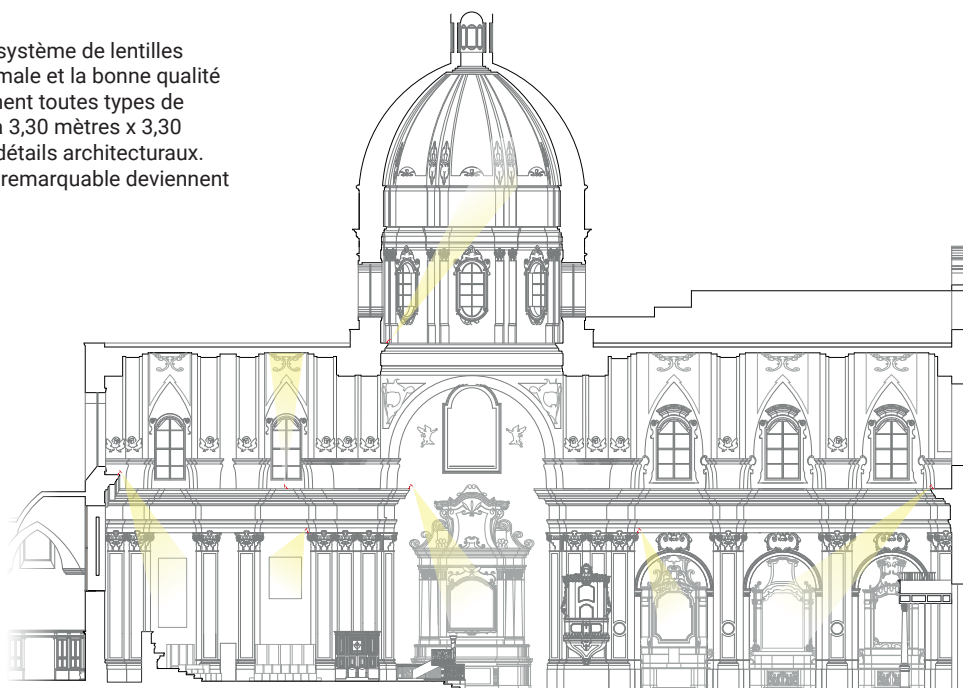 système de lentilles
male et la bonne qualité
nent toutes types de
à 3,30 mètres x 3,30
détails architecturaux.
remarquable deviennent